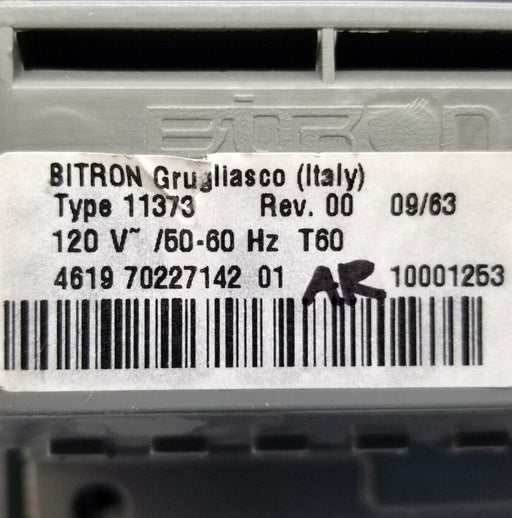 BITRON
BITRON Grugliasco (Italy)
Type 11373 Rev. 00 09/63
120 V~ /50-60 Hz T60
4619 70227142 01 AR 10001253